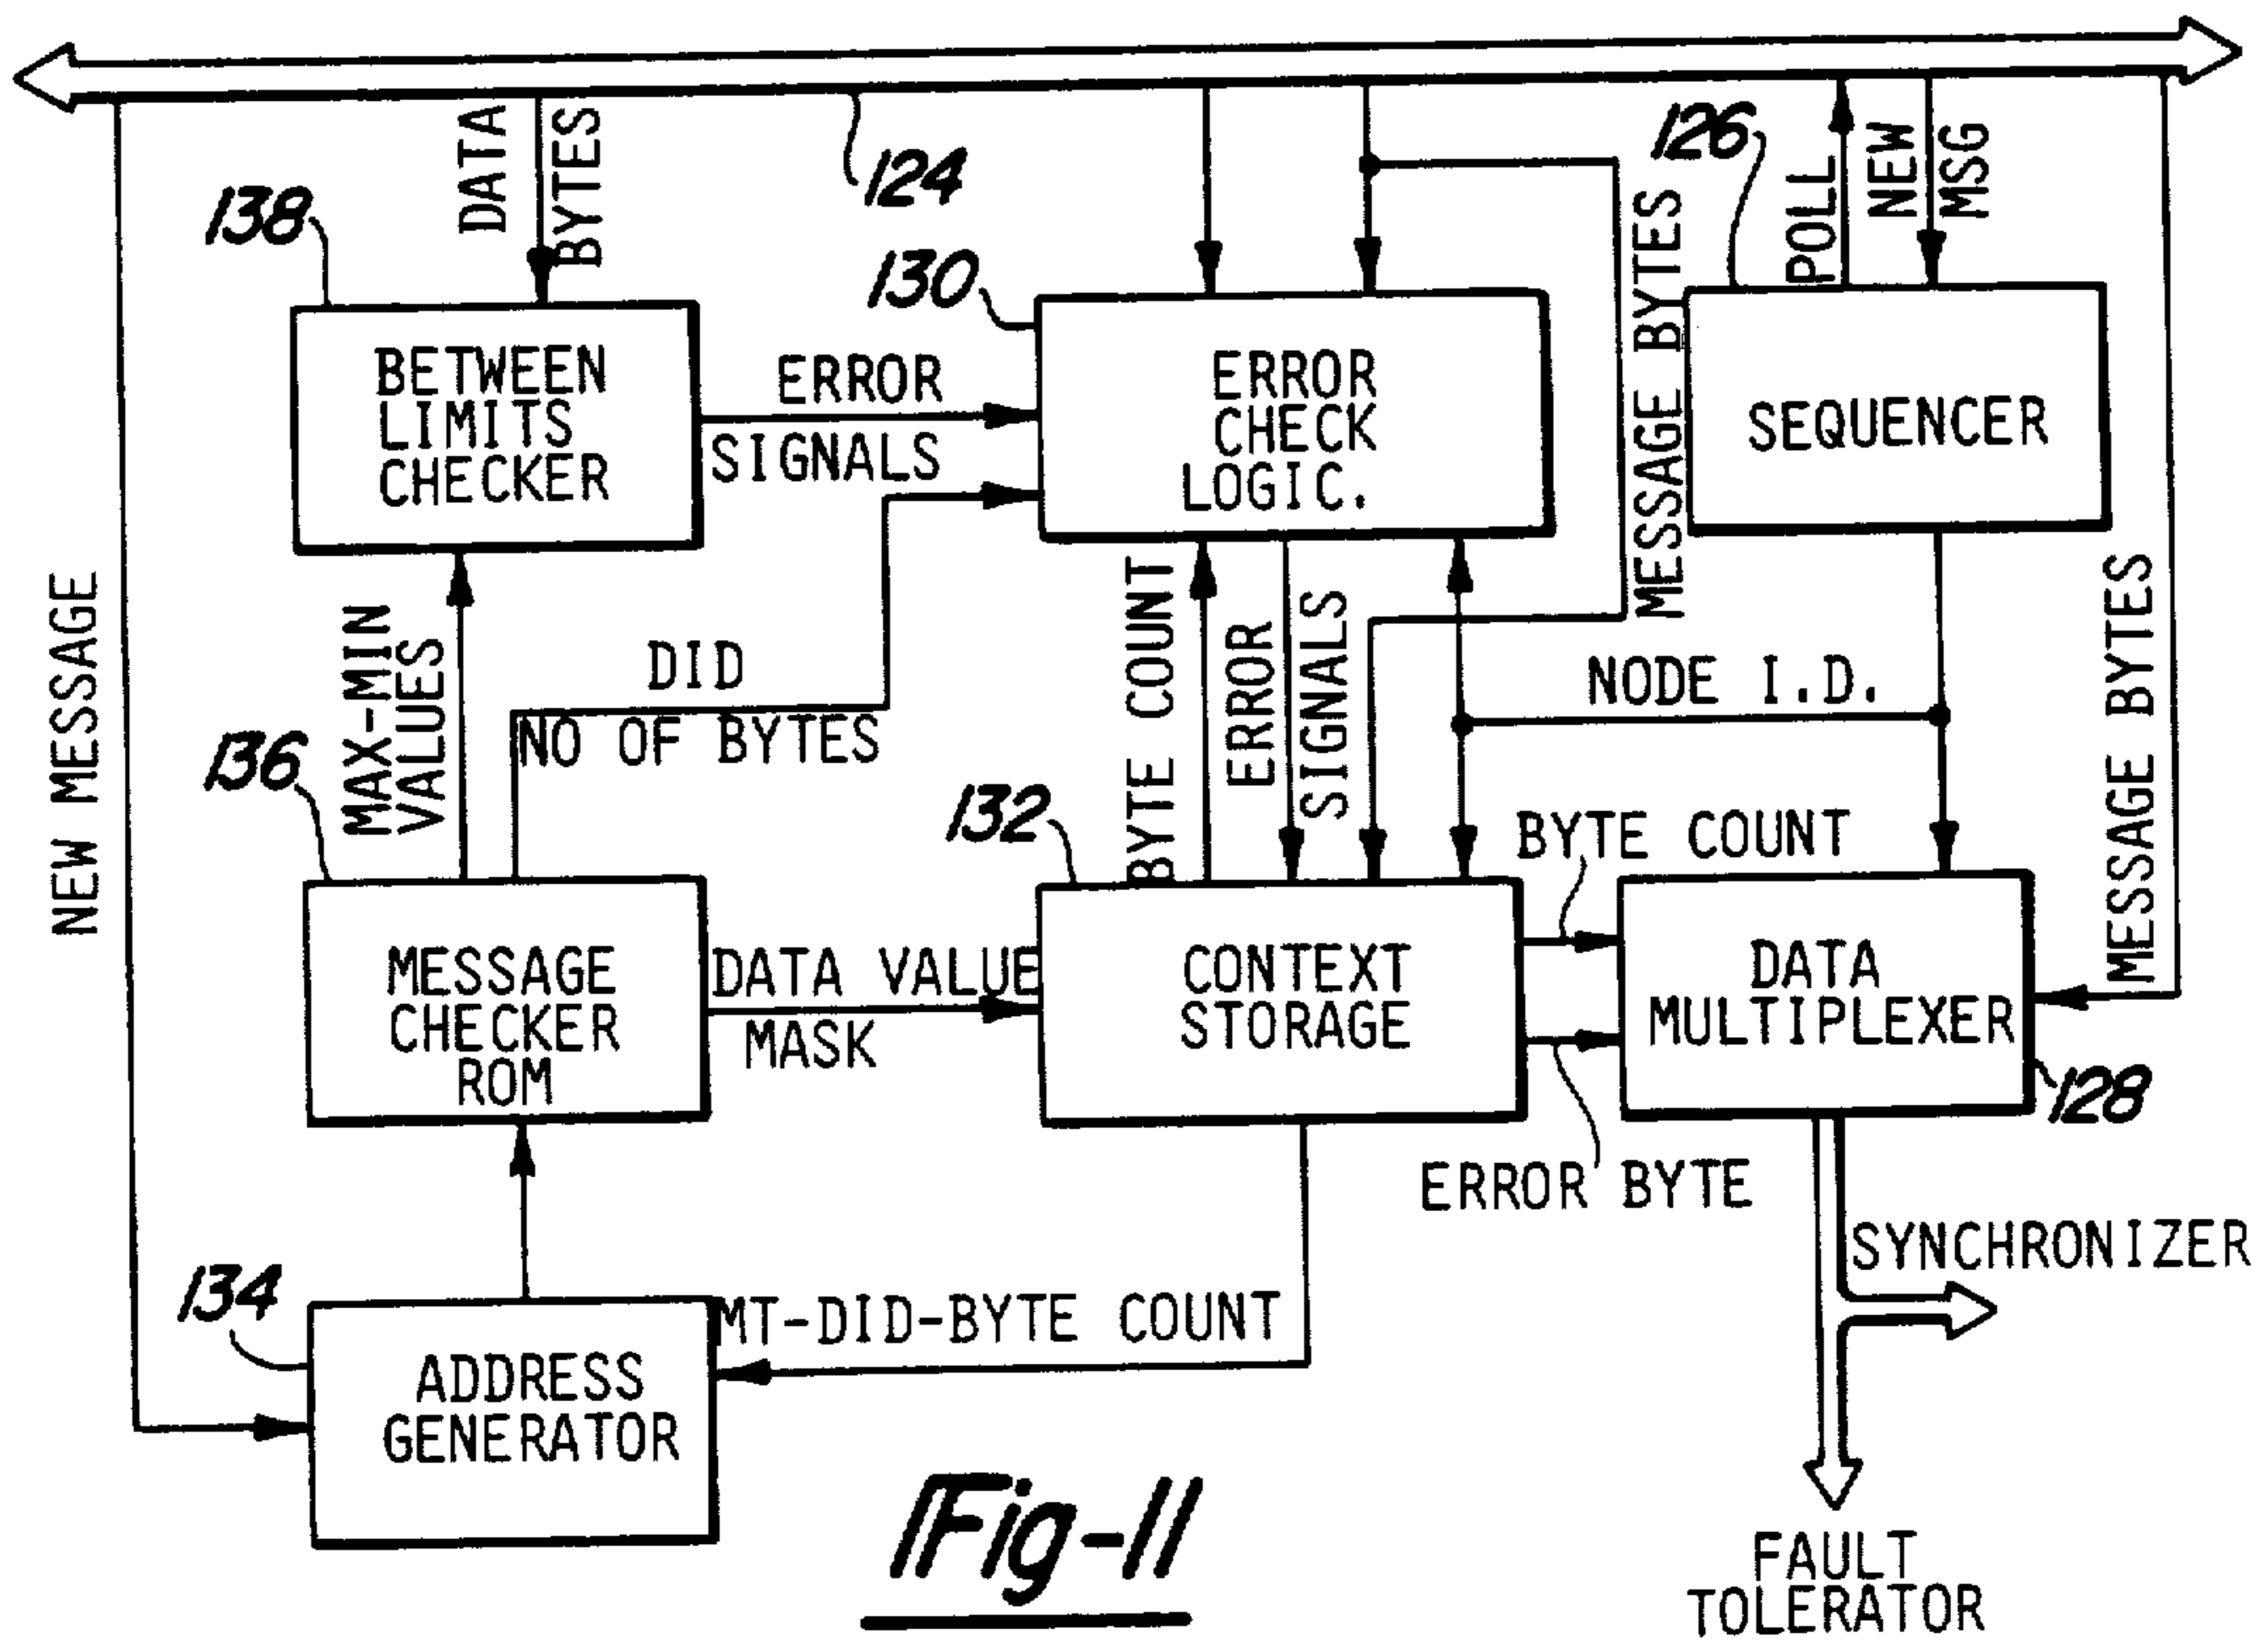 DATA
BYTES
124
126
POLL
NEW
MSG
138
130
MESSAGE BYTES
BETWEEN
LIMITS
CHECKER
ERROR
SIGNALS
ERROR
CHECK
LOGIC.
SEQUENCER
NEW MESSAGE
MAX-MIN
VALUES
DID
NO OF BYTES
BYTE COUNT
ERROR
SIGNALS
NODE I.D.
MESSAGE BYTES
136
132
BYTE COUNT
MESSAGE
CHECKER
ROM
DATA VALUE
MASK
CONTEXT
STORAGE
DATA
MULTIPLEXER
128
ERROR BYTE
SYNCHRONIZER
134
MT-DID-BYTE COUNT
ADDRESS
GENERATOR
Fig-11
FAULT
TOLERATOR